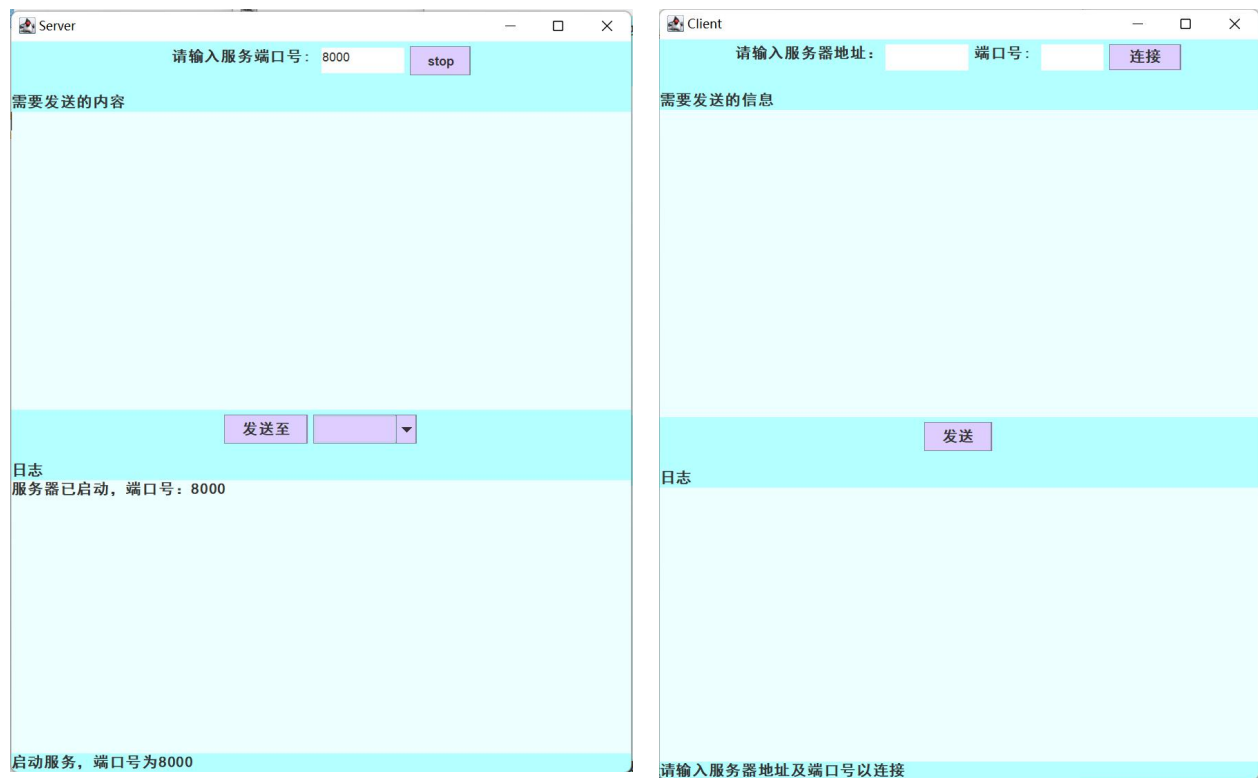 Server
请输入服务端口号: 8000 stop
需要发送的内容
发送至
日志
服务器已启动，端口号：8000
启动服务，端口号为8000
Client
请输入服务器地址： 端口号: 连接
需要发送的信息
发送
日志
请输入服务器地址及端口号以连接